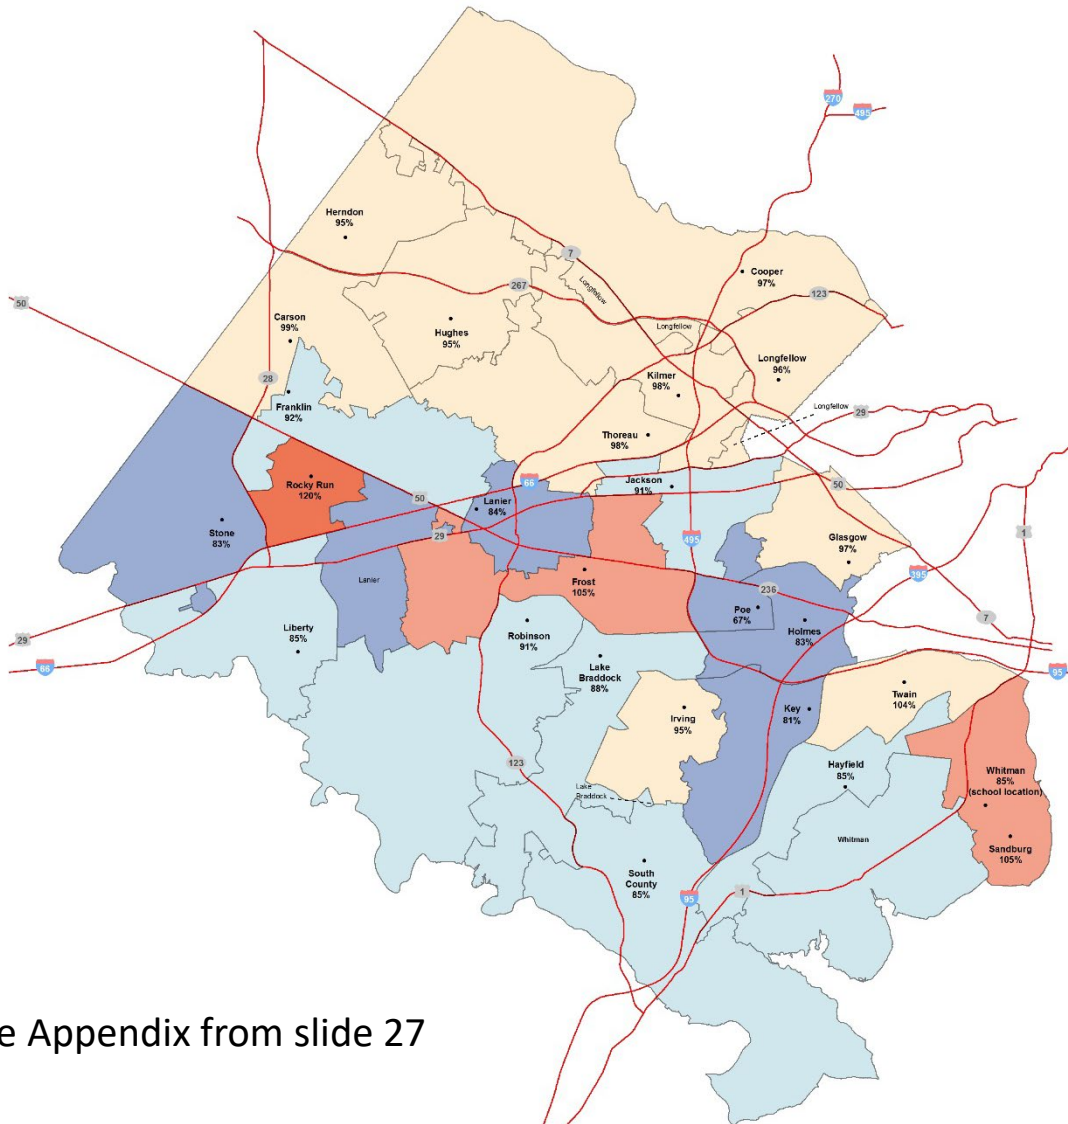 270
495
Herndon
95%
7
Cooper
97%
Longfellow
267
123
50
Carson
99%
Hughes
95%
Longfellow
Longfellow
96%
Kilmer
98%
28
Franklin
92%
Longfellow
29
Thoreau
98%
Rocky Run
120%
66
Jackson
91%
50
50
Lanier
84%
Stone
83%
29
495
Glasgow
97%
1
395
Lanier
Frost
105%
236
Poe
67%
Holmes
83%
7
29
Liberty
85%
Robinson
91%
66
Lake
Braddock
88%
95
Twain
104%
Key
81%
Irving
95%
123
Hayfield
85%
Whitman
85%
(school location)
Lake
Braddock
Whitman
Sandburg
105%
South
County
85%
95
1
e Appendix from slide 27